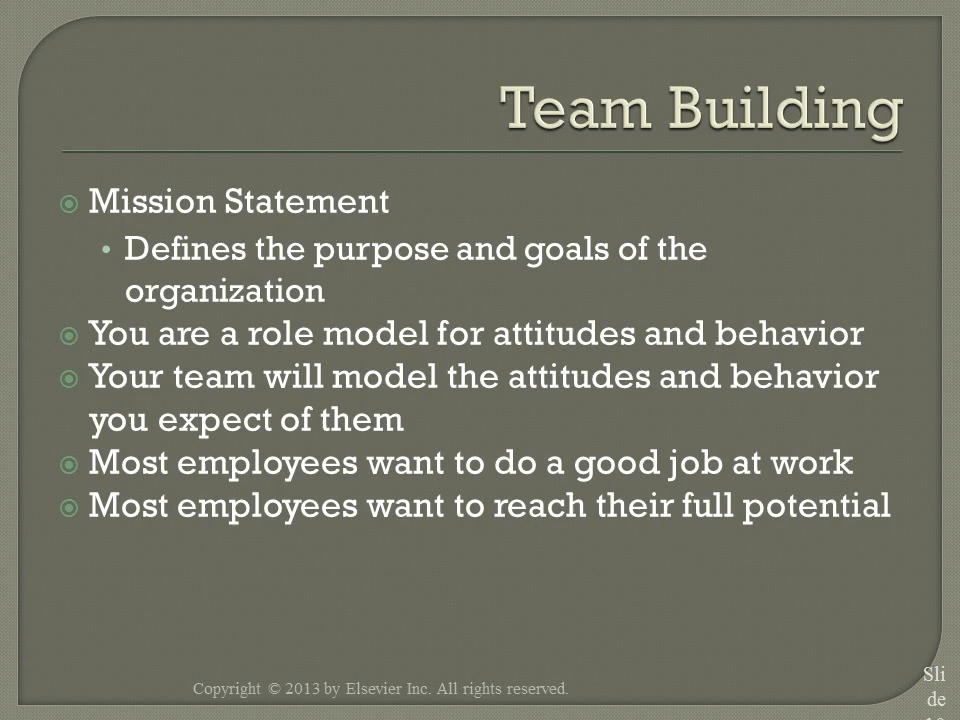 Team Building
Mission Statement
• Defines the purpose and goals of the
organization
You are a role model for attitudes and behavior
Your team will model the attitudes and behavior
you expect of them
Most employees want to do a good job at work
Most employees want to reach their full potential
Copyright © 2013 by Elsevier Inc. All rights reserved.
Sli
de